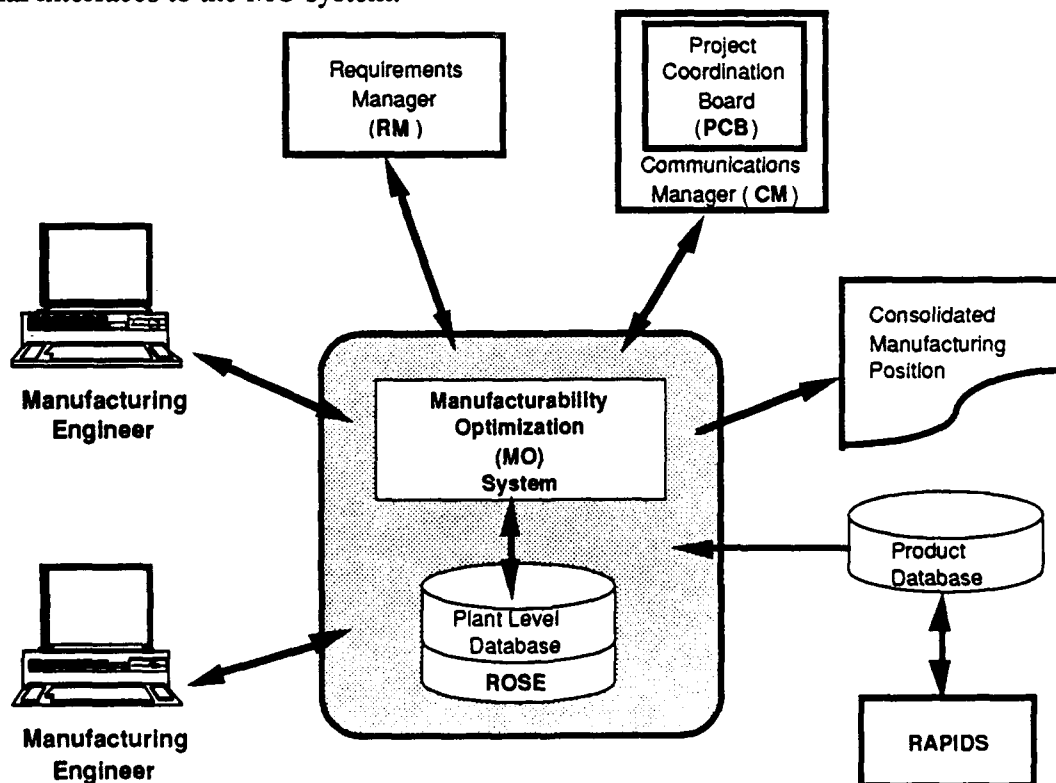 nal interfaces to the MO system.
Requirements
Manager
(RM )
Project
Coordination
Board
(PCB)
Communications
Manager ( CM )
Manufacturing
Engineer
Manufacturability
Optimization
(MO)
System
Consolidated
Manufacturing
Position
Plant Level
Database
ROSE
Product
Database
Manufacturing
Engineer
RAPIDS